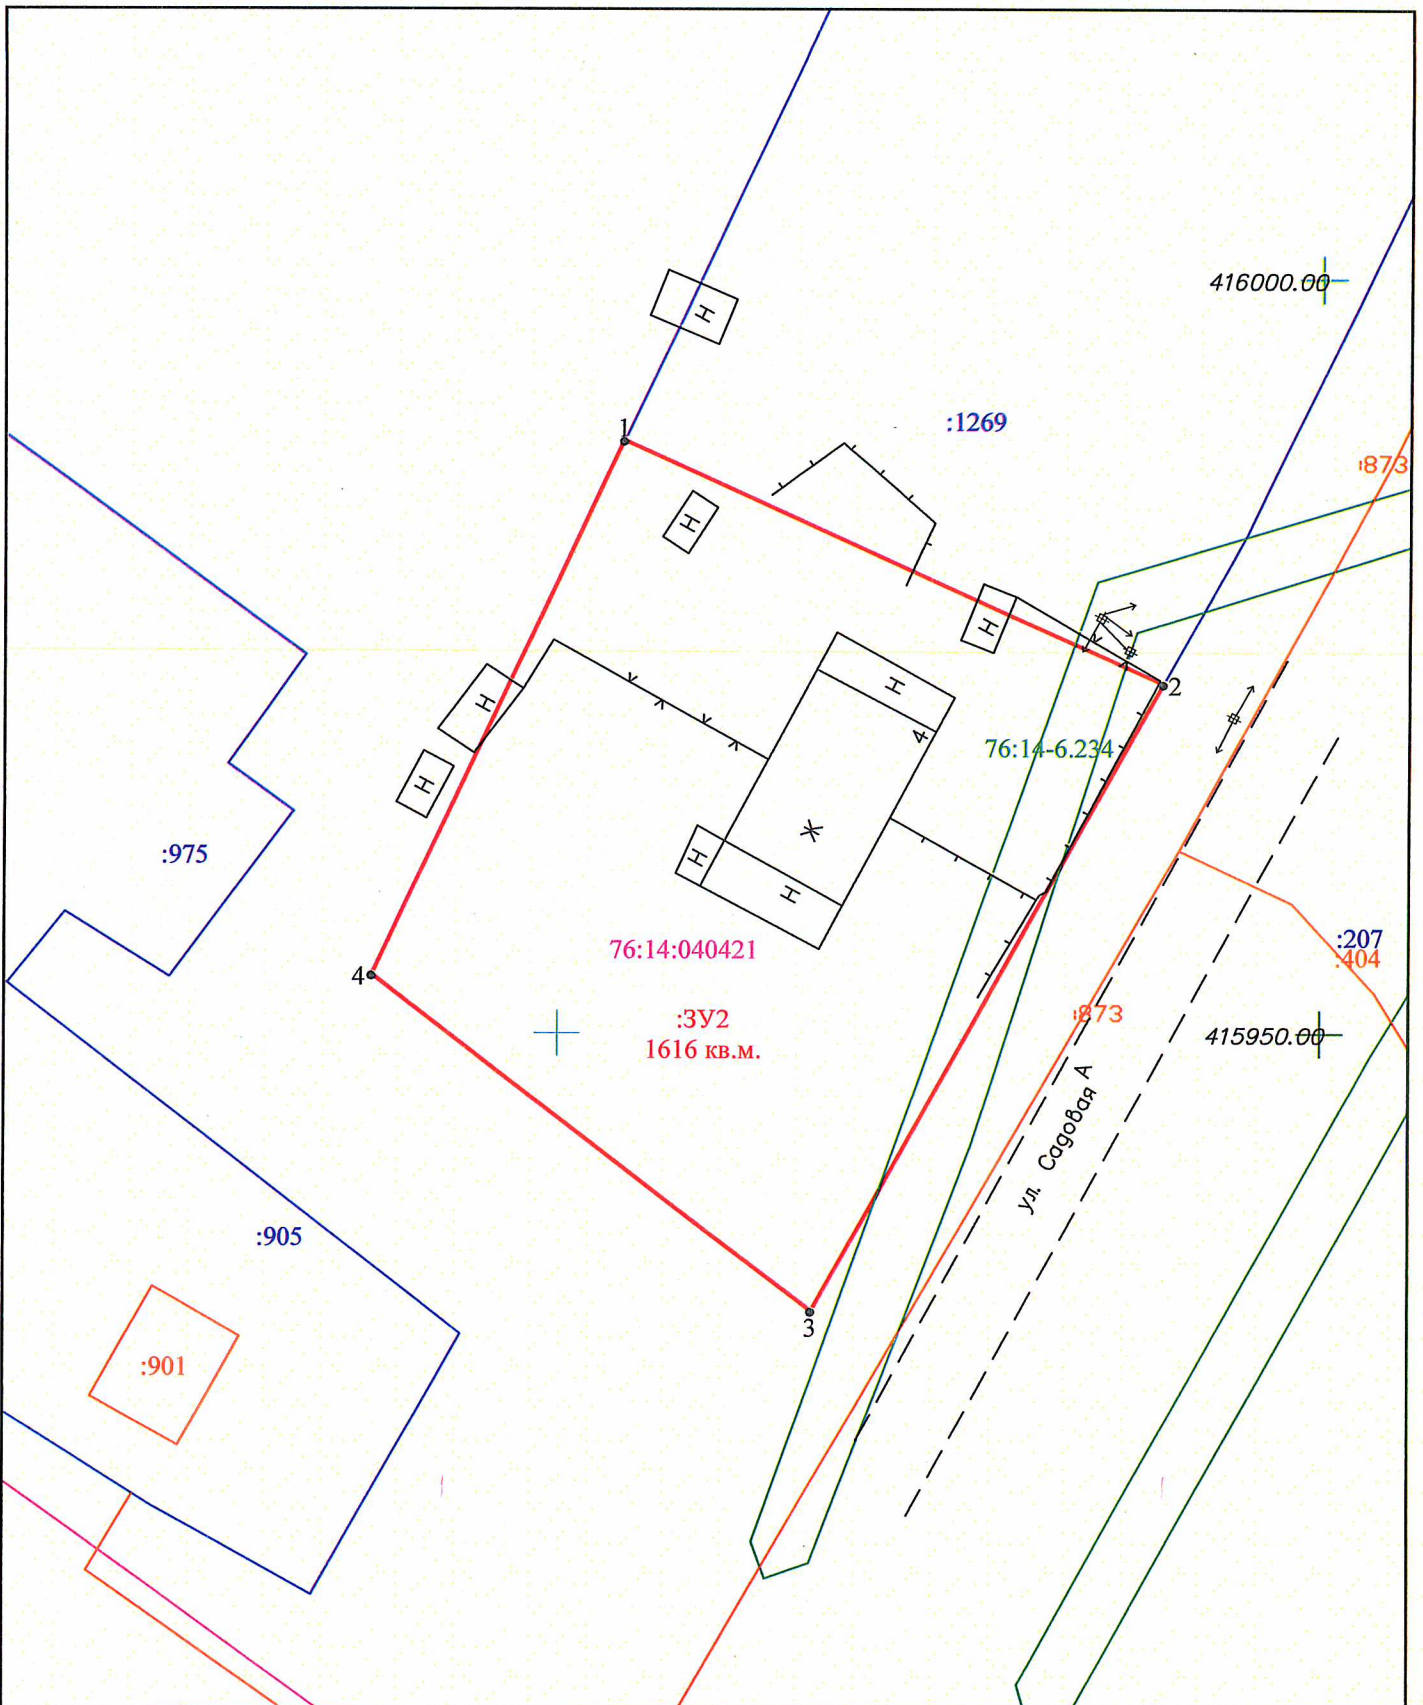 416000.00
Н
1
:1269
:873
Н
Н
2
Н
Н
4
76:14-6.234
Н
Ж
:975
Н
Н
76:14:040421
:207
:404
4
:ЗУ2
1616 кв.м.
:873
415950.00
ул. Садовая А
:905
3
:901